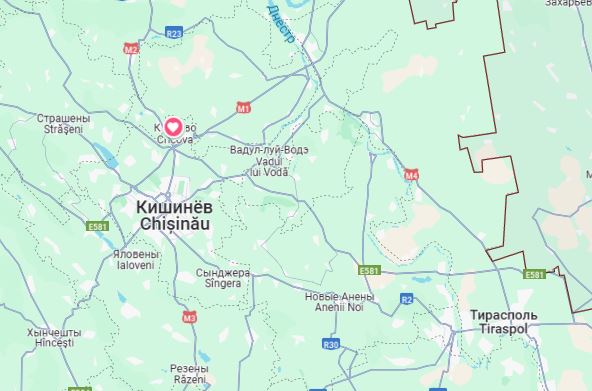 Захарьев
Днестр
R23
M2
M1
Страшены
Strășeni
Cricova
Вадул-луй-Водэ
Vadul
lui Vodă
M4
Кишинёв
Chișinău
E581
Яловены
Ialoveni
Сынджера
Sîngera
E581
E581
Новые Анены
Anenii Noi
R2
Тирасполь
Tiraspol
M3
R30
Хынчешты
Hîncești
Резены
Răzeni